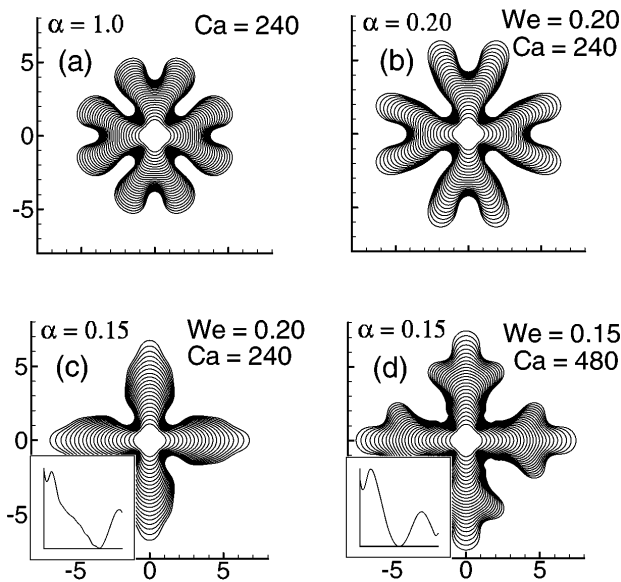 α = 1.0 Ca = 240
(a)
5
0
-5
α = 0.20 We = 0.20
(b) Ca = 240
α = 0.15 We = 0.20
(c) Ca = 240
5
0
-5
-5 0 5
α = 0.15 We = 0.15
(d) Ca = 480
-5 0 5